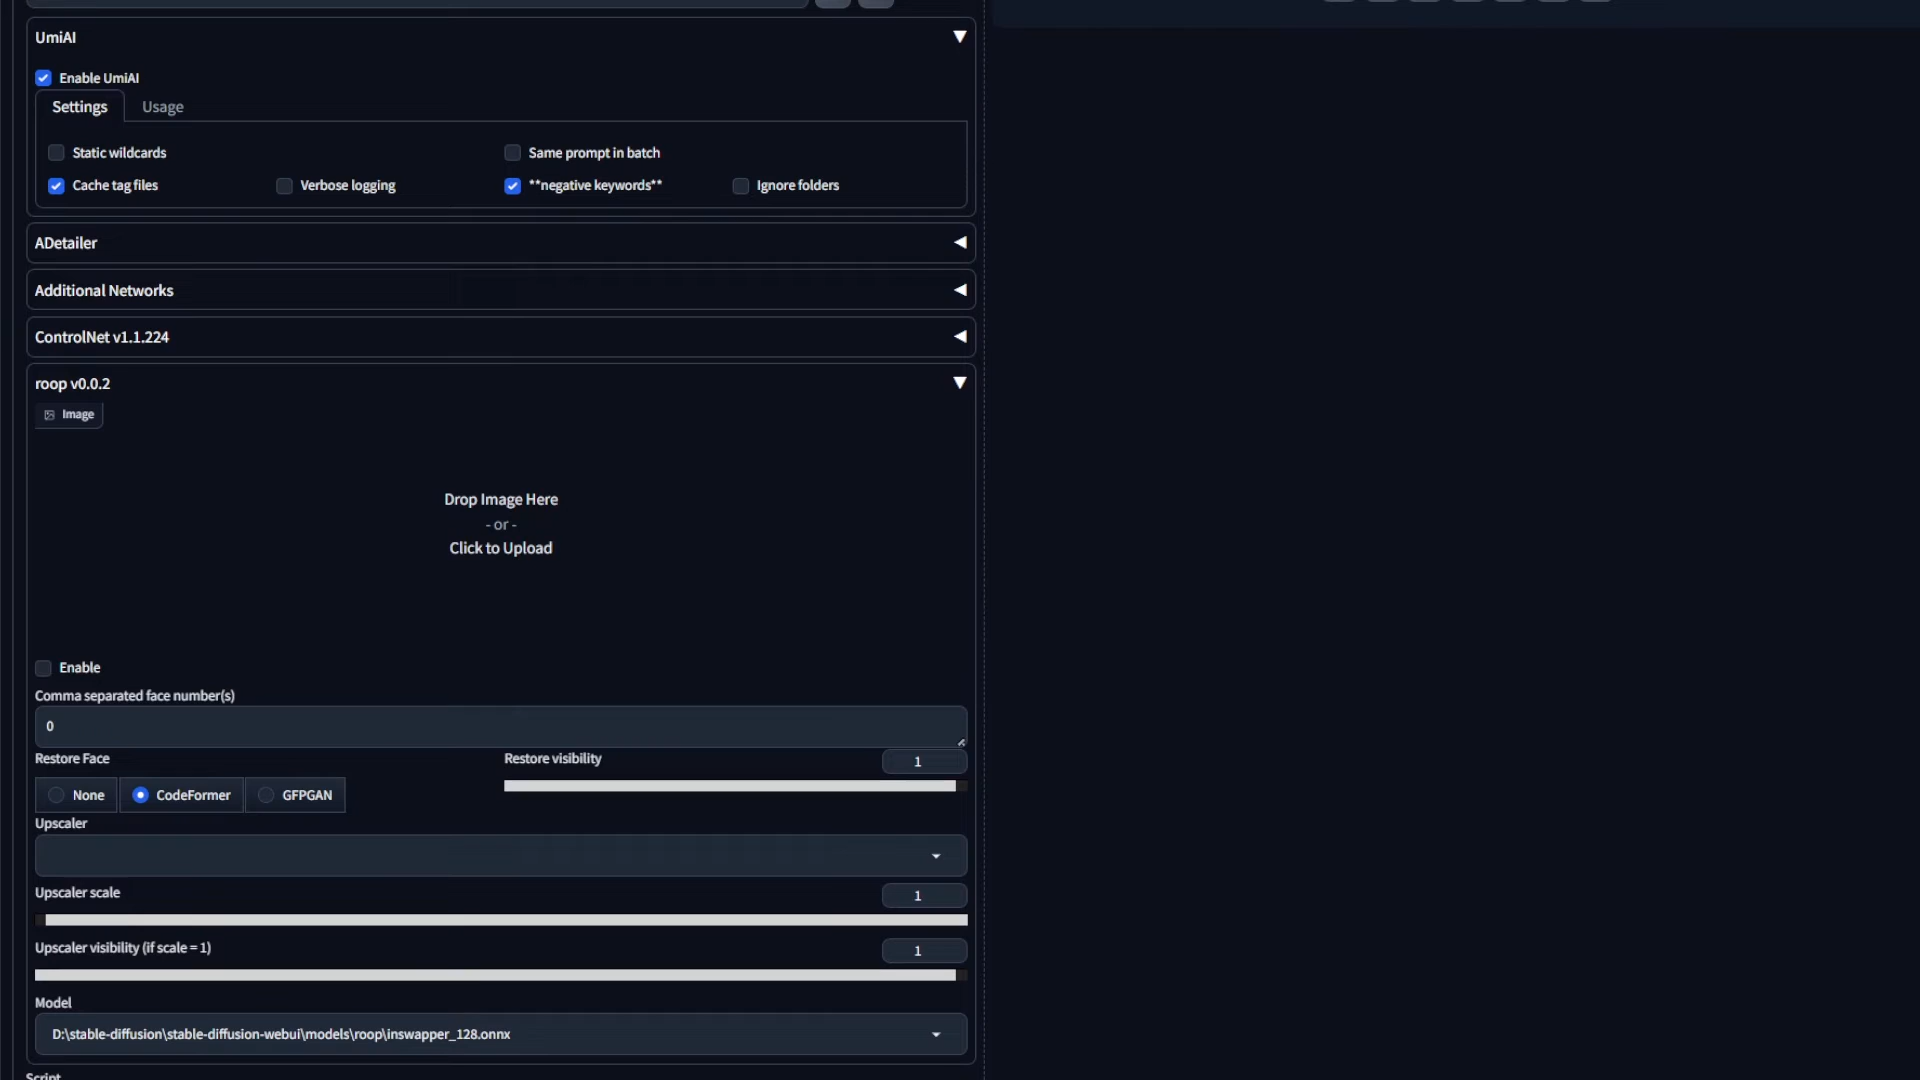 UmiAI
Enable UmiAI
Settings Usage
Static wildcards Same prompt in batch
Cache tag files Verbose logging **negative keywords** Ignore folders
ADetailer
Additional Networks
ControlNet v1.1.224
roop v0.0.2
Image
Drop Image Here
- or -
Click to Upload
Enable
Comma separated face number(s)
0
Restore Face Restore visibility 1
None CodeFormer GFPGAN
Upscaler
Upscaler scale 1
Upscaler visibility (if scale = 1) 1
Model
D:\stable-diffusion\stable-diffusion-webui\models\roop\inswapper_128.onnx
Script